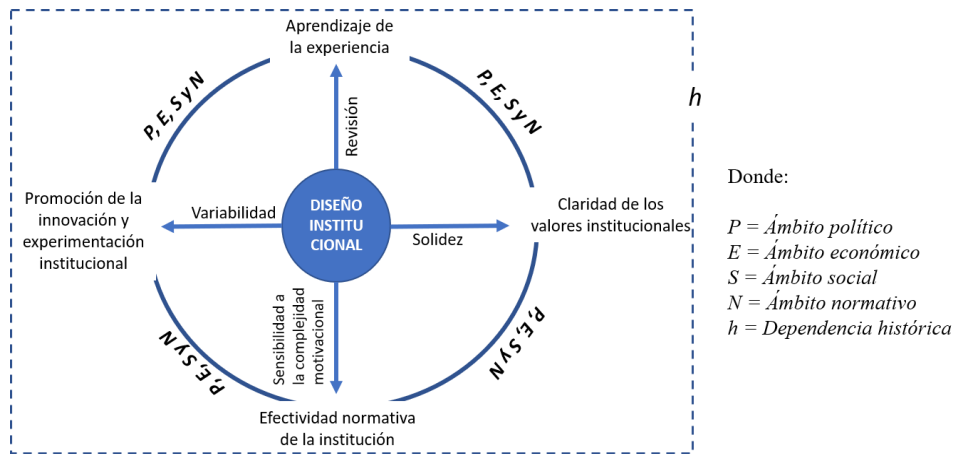 Aprendizaje de
la experiencia
P, E, S y N
P, E, S y N
h
Revisión
Promoción de la
innovación y
experimentación
institucional
Variabilidad
DISEÑO
INSTITU
CIONAL
Solidez
Claridad de los
valores institucionales
Sensibilidad a
la complejidad
motivacional
P, E, S y N
P, E, S y N
Efectividad normativa
de la institución
Donde:
P = Ámbito político
E = Ámbito económico
S = Ámbito social
N = Ámbito normativo
h = Dependencia histórica